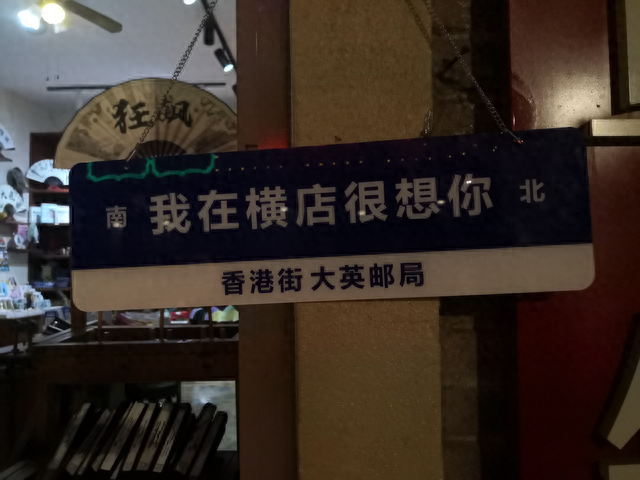 狂飙
南 我在横店很想你 北
香港街 大英邮局